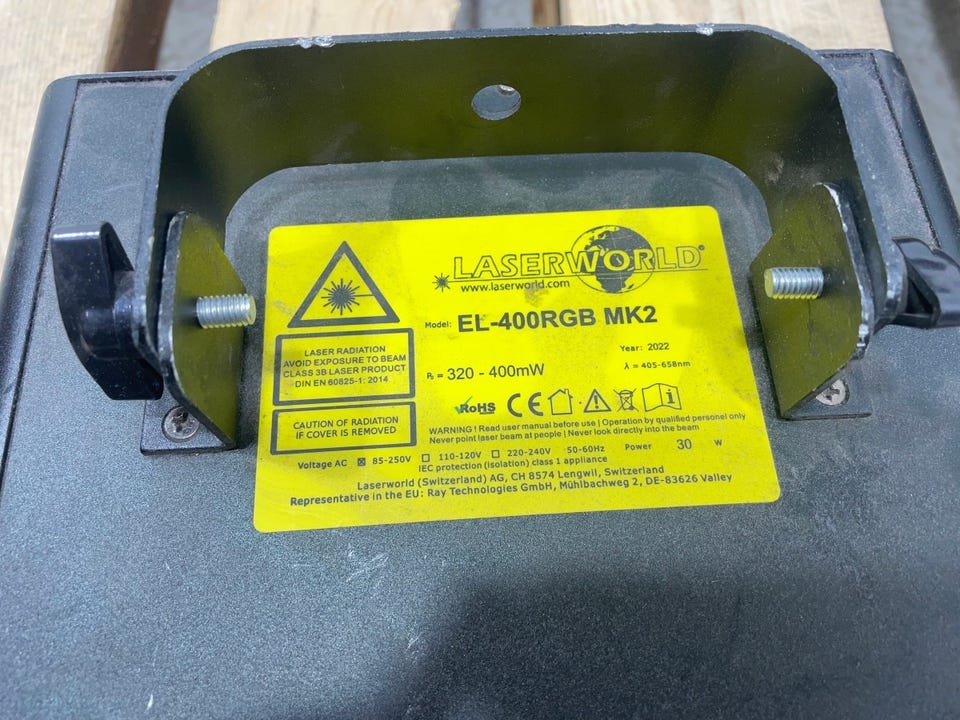 LASERWORLD®
www.laserworld.com
Model: EL-400RGB MK2
Year: 2022
P₀ = 320 - 400mW
λ = 405-658nm
LASER RADIATION
AVOID EXPOSURE TO BEAM
CLASS 3B LASER PRODUCT
DIN EN 60825-1: 2014
CAUTION OF RADIATION
IF COVER IS REMOVED
RoHS CE
WARNING ! Read user manual before use | Operation by qualified personel only
Never point laser beam at people | Never look directly into the beam
Voltage AC ☒ 85-250V ☐ 110-120V ☐ 220-240V 50-60Hz Power 30 W
IEC protection (isolation) class 1 appliance
Laserworld (Switzerland) AG, CH 8574 Lengwil, Switzerland
Representative in the EU: Ray Technologies GmbH, Mühlbachweg 2, DE-83626 Valley